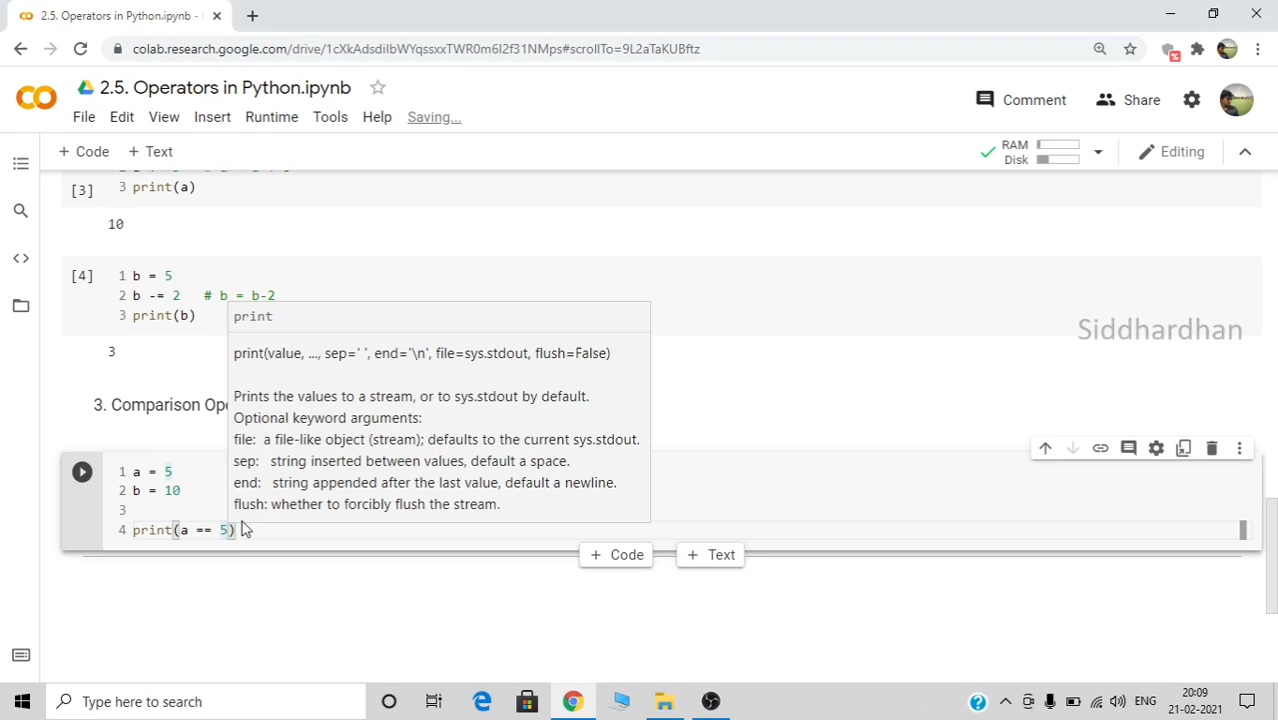 2.5. Operators in Python.ipynb - 
colab.research.google.com/drive/1cXkAdsdiIbWYqssxxTWR0m6I2f31NMps#scrollTo=9L2aTaKUBftz
2.5. Operators in Python.ipynb
Comment
Share
File Edit View Insert Runtime Tools Help Saving...
+ Code + Text
RAM
Disk
Editing
[3]
3 print(a)
10
[4]
1 b = 5
2 b -= 2 # b = b-2
3 print(b)
3
Siddhardhan
print
print(value, ..., sep=' ', end='\n', file=sys.stdout, flush=False)
Prints the values to a stream, or to sys.stdout by default.
Optional keyword arguments:
file: a file-like object (stream); defaults to the current sys.stdout.
sep: string inserted between values, default a space.
end: string appended after the last value, default a newline.
flush: whether to forcibly flush the stream.
3. Comparison
1 a = 5
2 b = 10
3
4 print(a == 5)
+ Code + Text
Type here to search
ENG
20:09
21-02-2021